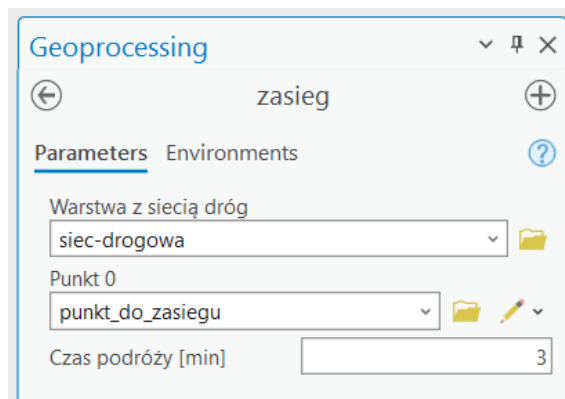 Geoprocessing
zasieg
Parameters Environments
Warstwa z siecią dróg
siec-drogowa
Punkt 0
punkt_do_zasiegu
Czas podróży [min] 3